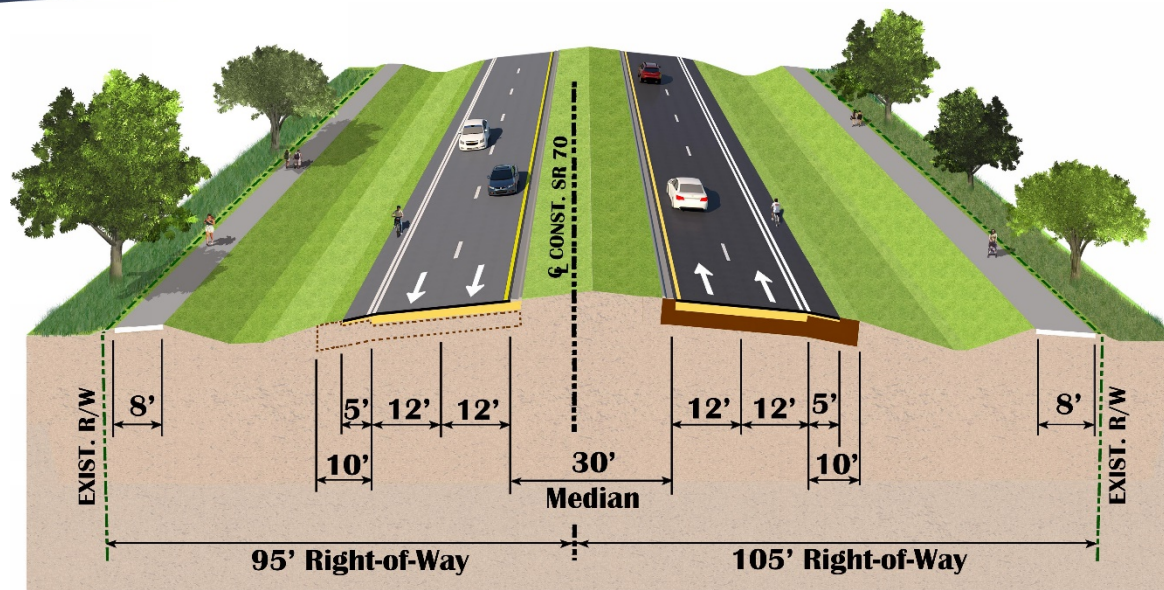 ℄ CONST. SR 70
EXIST. R/W
8'
5'
12'
12'
12'
12'
5'
8'
EXIST. R/W
10'
30'
Median
10'
95' Right-of-Way
105' Right-of-Way